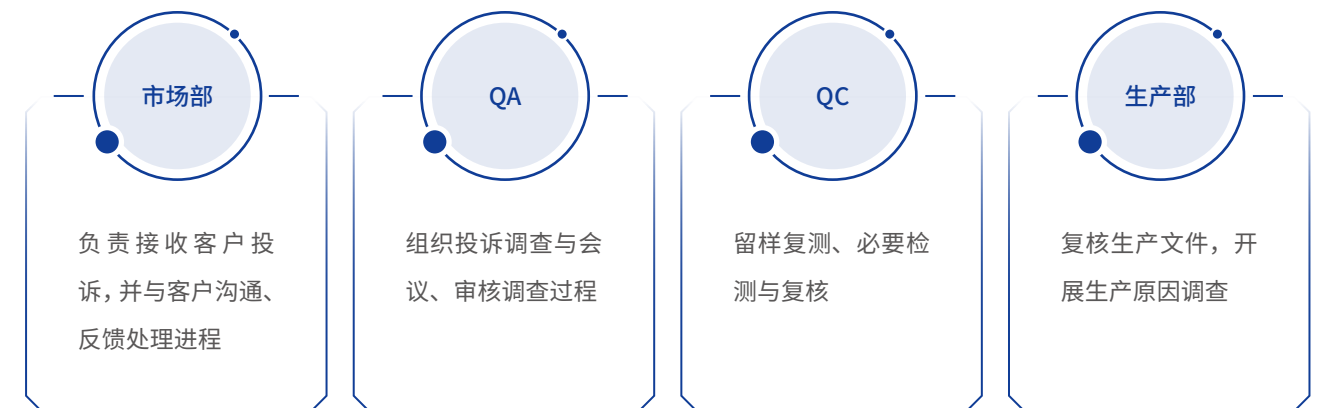 市场部
负责接收客户投
诉，并与客户沟通、
反馈处理进程
QA
组织投诉调查与会
议、审核调查过程
QC
留样复测、必要检
测与复核
生产部
复核生产文件，开
展生产原因调查